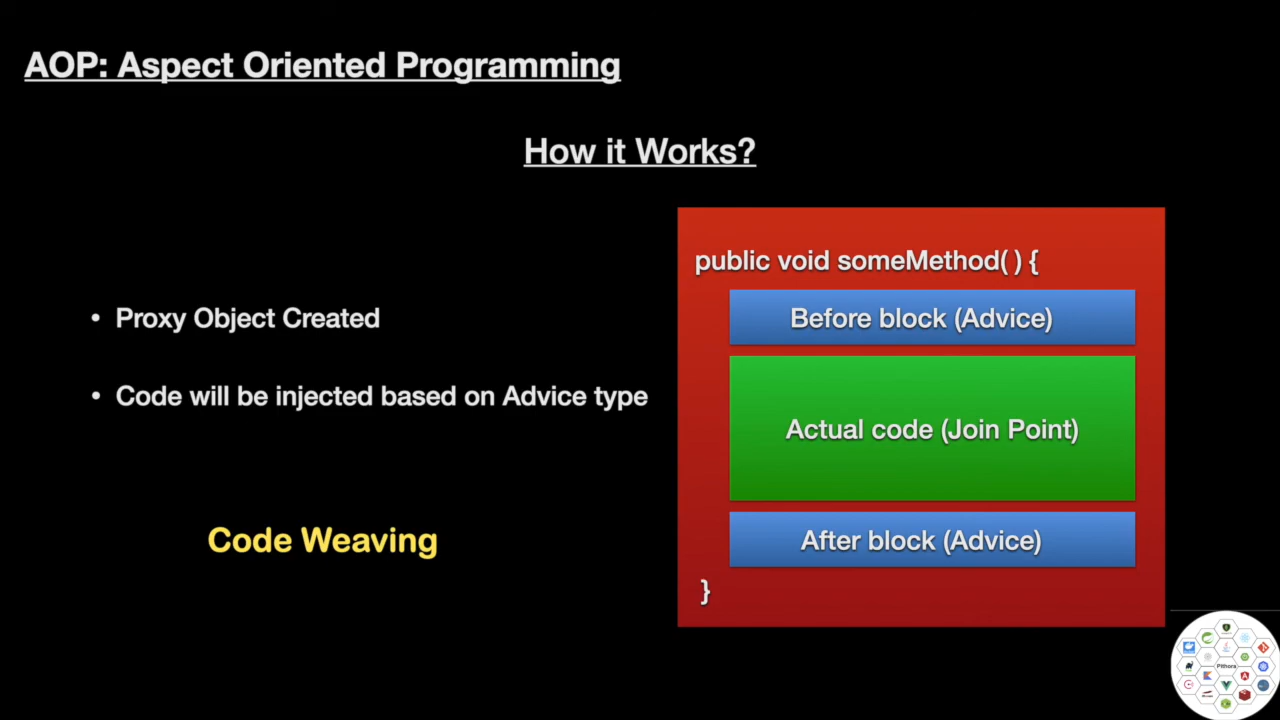 AOP: Aspect Oriented Programming
How it Works?
public void someMethod( ) {
Before block (Advice)
• Proxy Object Created
• Code will be injected based on Advice type
Actual code (Join Point)
Code Weaving
After block (Advice)
}
Pithora